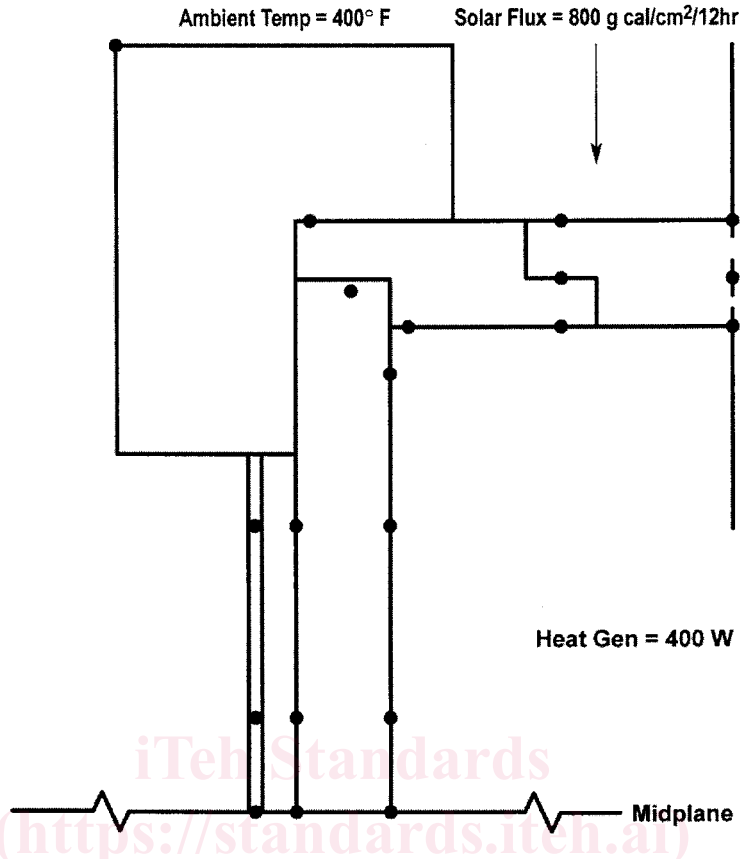 Ambient Temp = 400° F
Solar Flux = 800 g cal/cm²/12hr
Heat Gen = 400 W
iTeh Standards
Midplane
(https://standards.iteh.ai)